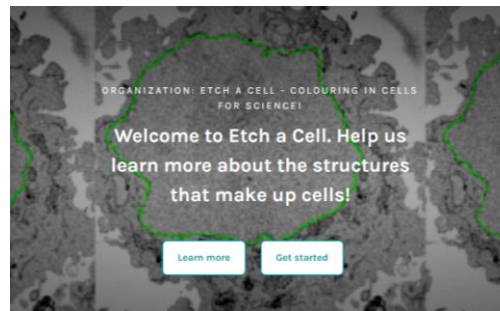 ORGANIZATION: ETCH A CELL - COLOURING IN CELLS
FOR SCIENCE!
Welcome to Etch a Cell. Help us
learn more about the structures
that make up cells!
Learn more
Get started